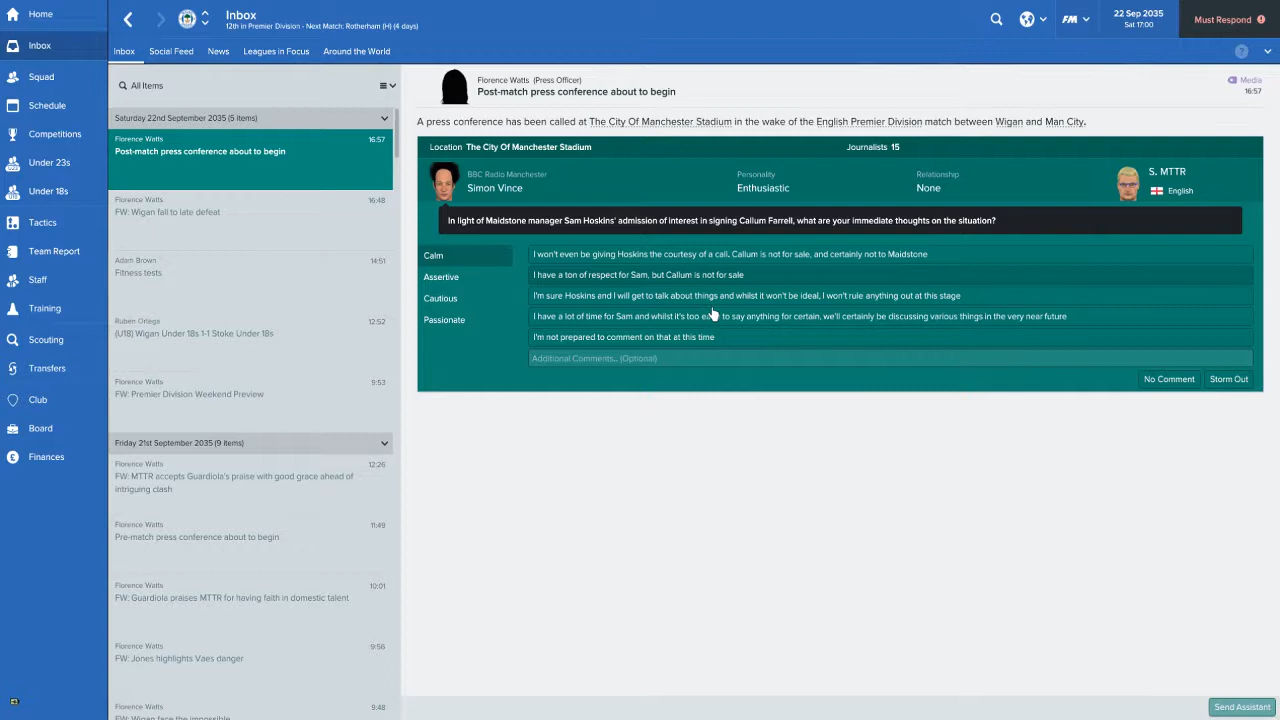 Home
Inbox
Squad
Schedule
Competitions
Under 23s
Under 18s
Tactics
Team Report
Staff
Training
Scouting
Transfers
Club
Board
Finances
Inbox
12th in Premier Division - Next Match: Rotherham (H) (4 days)
FM
22 Sep 2035
Sat 17:00
Must Respond
Inbox
Social Feed
News
Leagues in Focus
Around the World
All Items
Saturday 22nd September 2035 (5 items)
Florence Watts
16:57
Post-match press conference about to begin
Florence Watts
16:48
FW: Wigan fall to late defeat
Adam Brown
14:51
Fitness tests
Ruben Ortega
12:52
(U18) Wigan Under 18s 1-1 Stoke Under 18s
Florence Watts
9:53
FW: Premier Division Weekend Preview
Friday 21st September 2035 (9 items)
Florence Watts
12:26
FW: MTTR accepts Guardiola's praise with good grace ahead of
intriguing clash
Florence Watts
11:49
Pre-match press conference about to begin
Florence Watts
10:01
FW: Guardiola praises MTTR for having faith in domestic talent
Florence Watts
9:56
FW: Jones highlights Vaes danger
Florence Watts
9:48
FW: Wigan face the impossible
Florence Watts (Press Officer)
Post-match press conference about to begin
Media
16:57
A press conference has been called at The City Of Manchester Stadium in the wake of the English Premier Division match between Wigan and Man City.
Location The City Of Manchester Stadium
Journalists 15
BBC Radio Manchester
Simon Vince
Personality
Enthusiastic
Relationship
None
S. MTTR
English
In light of Maidstone manager Sam Hoskins' admission of interest in signing Callum Farrell, what are your immediate thoughts on the situation?
Calm
Assertive
Cautious
Passionate
I won't even be giving Hoskins the courtesy of a call, Callum is not for sale, and certainly not to Maidstone
I have a ton of respect for Sam, but Callum is not for sale
I'm sure Hoskins and I will get to talk about things and whilst it won't be ideal, I won't rule anything out at this stage
I have a lot of time for Sam and whilst it's too to say anything for certain, we'll certainly be discussing various things in the very near future
I'm not prepared to comment on that at this time
Additional Comments.. (Optional)
No Comment
Storm Out
Send Assistant